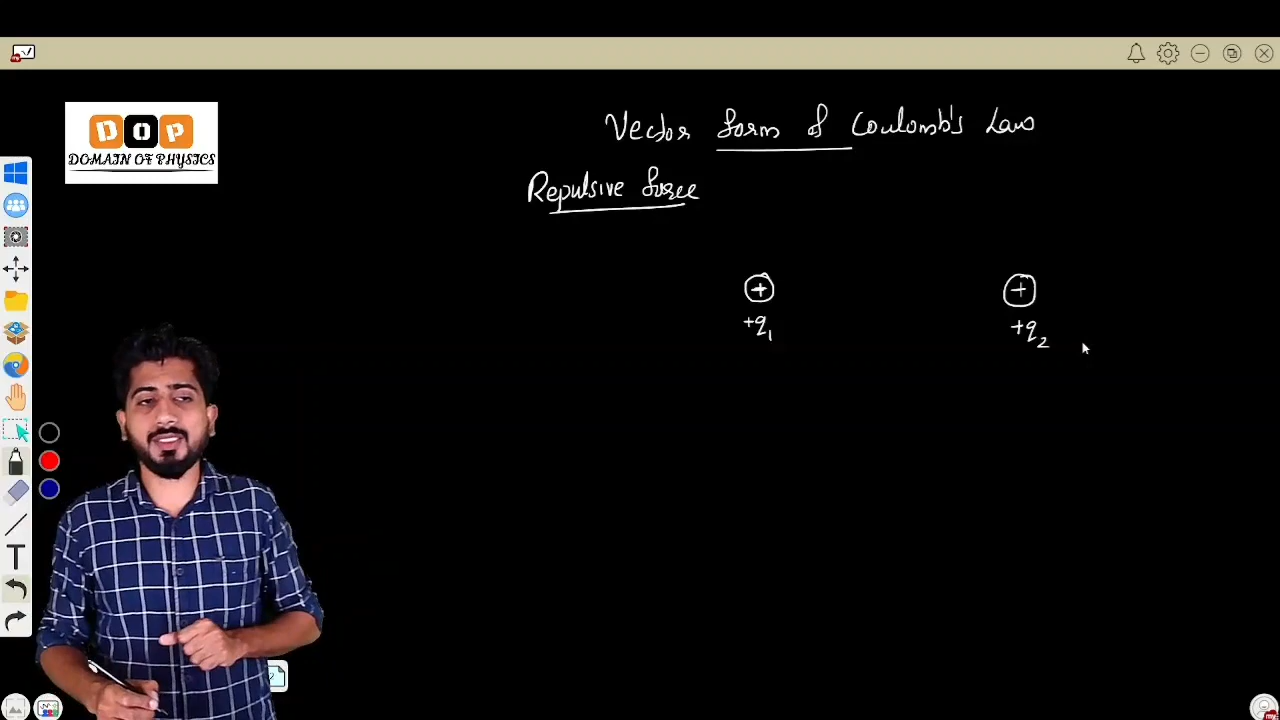 DOP
DOMAIN OF PHYSICS
Vector form of Coulomb's Law
Repulsive force
+ +
+q₁ +q₂
T